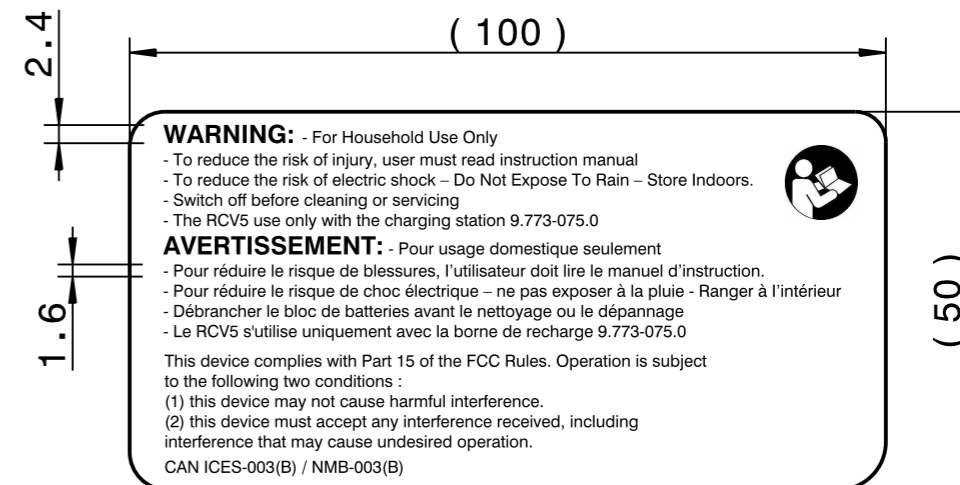 2.4
( 100 )
WARNING: - For Household Use Only
- To reduce the risk of injury, user must read instruction manual
- To reduce the risk of electric shock – Do Not Expose To Rain – Store Indoors.
- Switch off before cleaning or servicing
- The RCV5 use only with the charging station 9.773-075.0
AVERTISSEMENT: - Pour usage domestique seulement
- Pour réduire le risque de blessures, l’utilisateur doit lire le manuel d’instruction.
- Pour réduire le risque de choc électrique – ne pas exposer à la pluie - Ranger à l’intérieur
- Débrancher le bloc de batteries avant le nettoyage ou le dépannage
- Le RCV5 s'utilise uniquement avec la borne de recharge 9.773-075.0
This device complies with Part 15 of the FCC Rules. Operation is subject
to the following two conditions :
(1) this device may not cause harmful interference.
(2) this device must accept any interference received, including
interference that may cause undesired operation.
CAN ICES-003(B) / NMB-003(B)
1.6
( 50 )